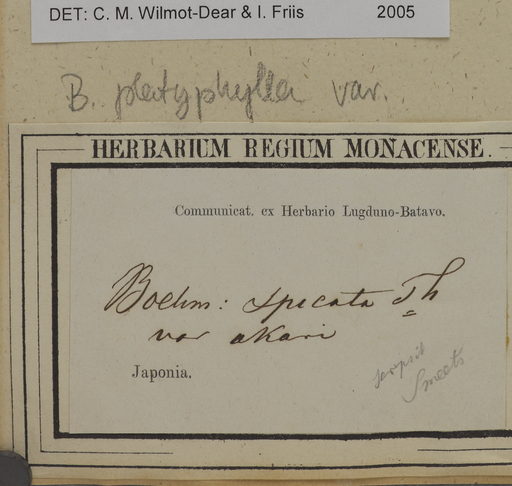 DET: C. M. Wilmot-Dear & I. Friis 2005
B. platyphylla var.
HERBARIUM REGIUM MONACENSE.
Communicat. ex Herbario Lugduno-Batavo.
Boehm: spicata Th
var akari
Japonia.
Smeets